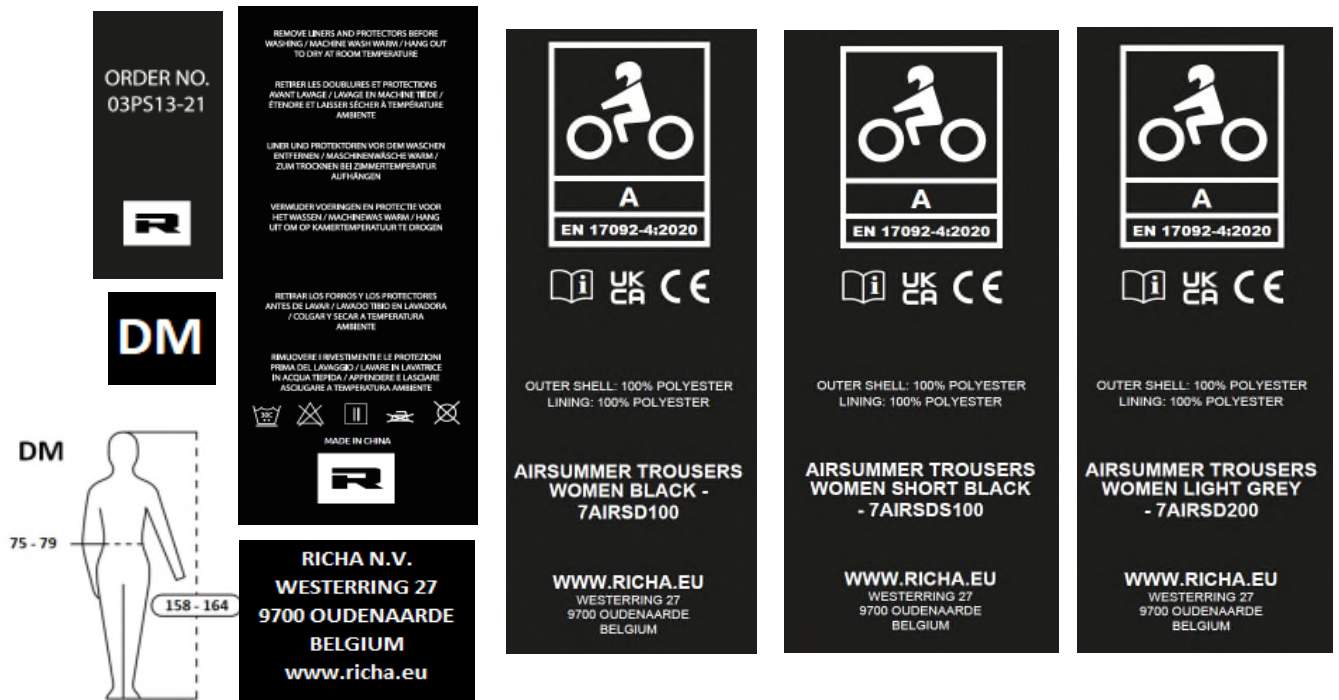 ORDER NO.
03PS13-21
R
DM
DM
75 - 79
158 - 164
REMOVE LINERS AND PROTECTORS BEFORE
WASHING / MACHINE WASH WARM / HANG OUT
TO DRY AT ROOM TEMPERATURE
RETIRER LES DOUBLURES ET PROTECTIONS
AVANT LAVAGE / LAVAGE EN MACHINE TIÈDE /
ÉTENDRE ET LAISSER SÉCHER À TEMPÉRATURE
AMBIENTE
LINER UND PROTEKTOREN VOR DEM WASCHEN
ENTFERNEN / MASCHINENWÄSCHE WARM /
ZUM TROCKNEN BEI ZIMMERTEMPERATUR
AUFHÄNGEN
VERWIJDER VOERINGEN EN PROTECTIE VOOR
HET WASSEN / MACHINEWAS WARM / HANG
UIT OM OP KAMERTEMPERATUUR TE DROGEN
RETIRAR LOS FORROS Y LOS PROTECTORES
ANTES DE LAVAR / LAVADO TIBIO EN LAVADORA
/ COLGAR Y SECAR A TEMPERATURA
AMBIENTE
RIMUOVERE I RIVESTIMENTI E LE PROTEZIONI
PRIMA DEL LAVAGGIO / LAVARE IN LAVATRICE
IN ACQUA TIEPIDA / APPENDERE E LASCIARE
ASCIUGARE A TEMPERATURA AMBIENTE
30C
MADE IN CHINA
R
RICHA N.V.
WESTERRING 27
9700 OUDENAARDE
BELGIUM
www.richa.eu
A
EN 17092-4:2020
i UK CA CE
OUTER SHELL: 100% POLYESTER
LINING: 100% POLYESTER
AIRSUMMER TROUSERS
WOMEN BLACK -
7AIRSD100
WWW.RICHA.EU
WESTERRING 27
9700 OUDENAARDE
BELGIUM
A
EN 17092-4:2020
i UK CA CE
OUTER SHELL: 100% POLYESTER
LINING: 100% POLYESTER
AIRSUMMER TROUSERS
WOMEN SHORT BLACK
- 7AIRSDS100
WWW.RICHA.EU
WESTERRING 27
9700 OUDENAARDE
BELGIUM
A
EN 17092-4:2020
i UK CA CE
OUTER SHELL: 100% POLYESTER
LINING: 100% POLYESTER
AIRSUMMER TROUSERS
WOMEN LIGHT GREY
- 7AIRSD200
WWW.RICHA.EU
WESTERRING 27
9700 OUDENAARDE
BELGIUM